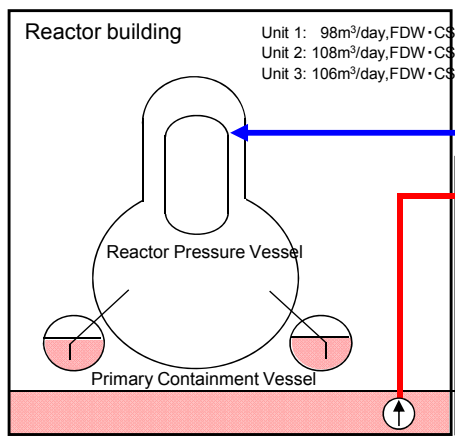 Reactor building
Unit 1: 98m³/day,FDW・CS
Unit 2: 108m³/day,FDW・CS
Unit 3: 106m³/day,FDW・CS
Reactor Pressure Vessel
Primary Containment Vessel